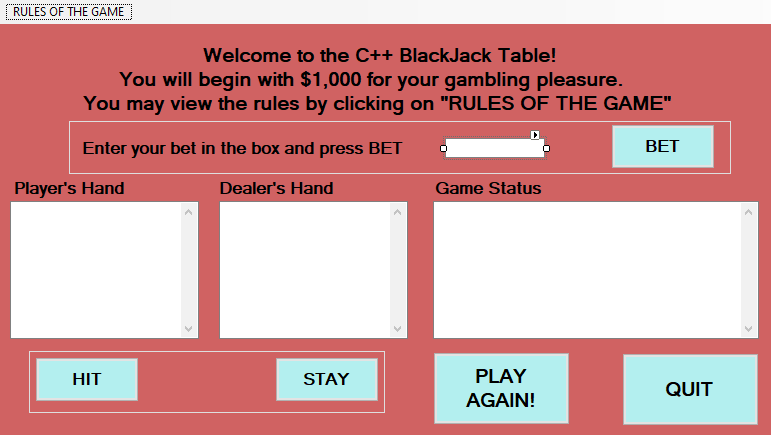 RULES OF THE GAME
Welcome to the C++ BlackJack Table!
You will begin with $1,000 for your gambling pleasure.
You may view the rules by clicking on "RULES OF THE GAME"
Enter your bet in the box and press BET
BET
Player's Hand
Dealer's Hand
Game Status
HIT
STAY
PLAY
AGAIN!
QUIT